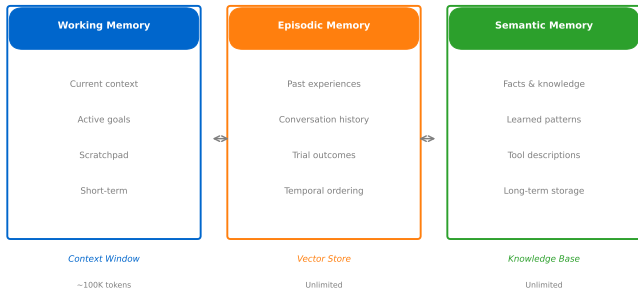 Working Memory
Current context
Active goals
Scratchpad
Short-term
Context Window
~100K tokens
Episodic Memory
Past experiences
Conversation history
Trial outcomes
Temporal ordering
Vector Store
Unlimited
Semantic Memory
Facts & knowledge
Learned patterns
Tool descriptions
Long-term storage
Knowledge Base
Unlimited